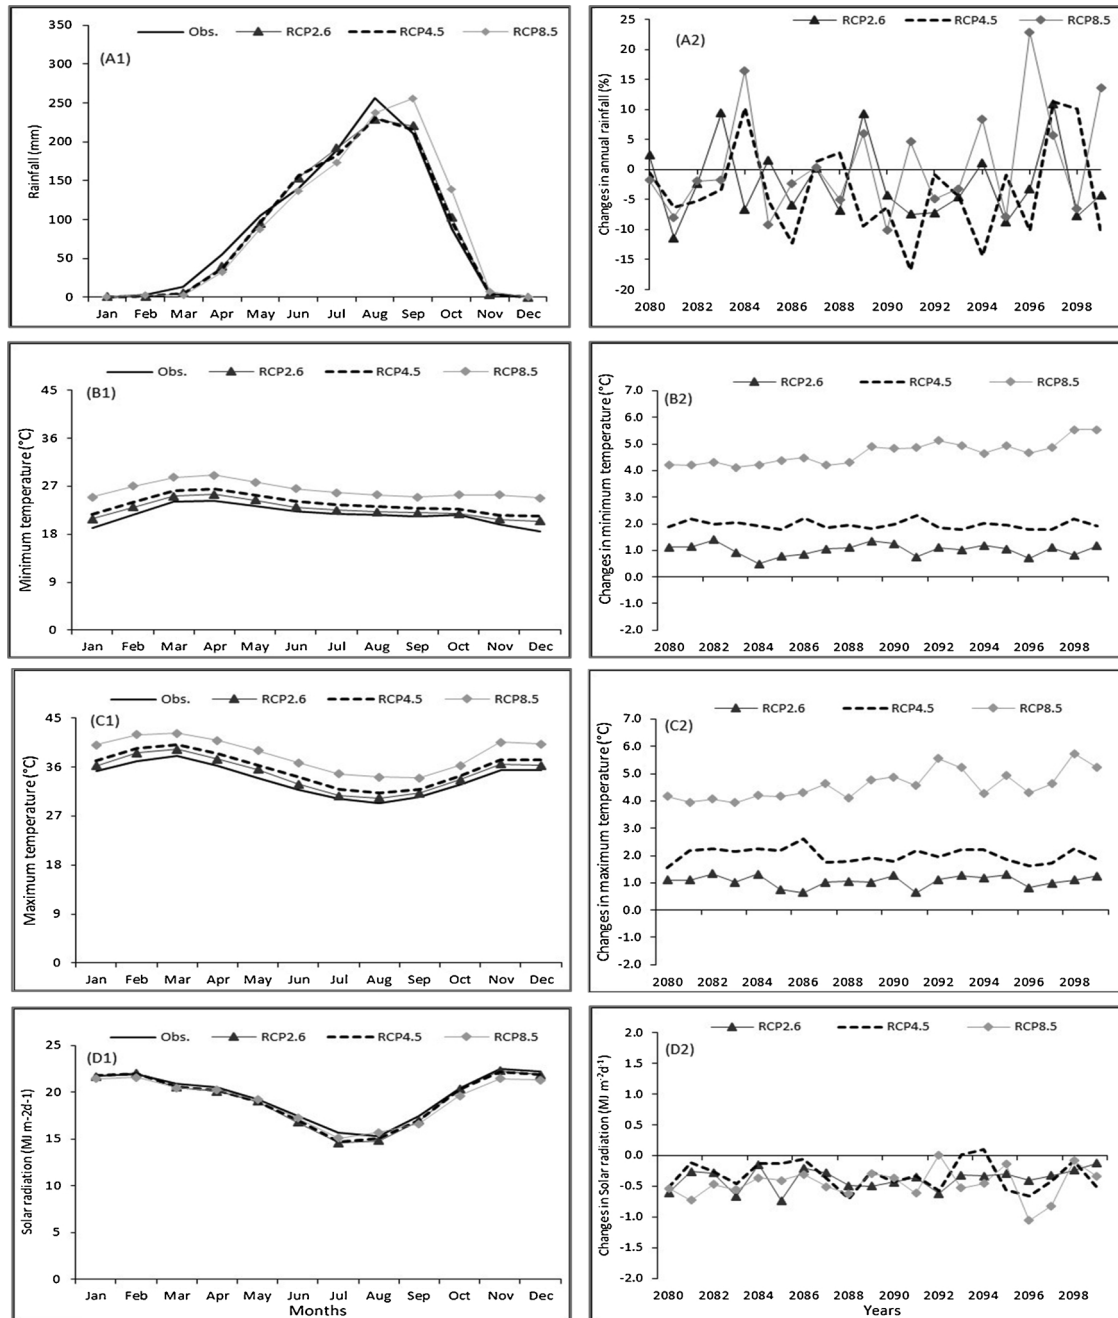 Obs. RCP2.6 RCP4.5 RCP8.5
(A1)
Rainfall (mm)
350
300
250
200
150
100
50
0
Jan Feb Mar Apr May Jun Jul Aug Sep Oct Nov Dec
RCP2.6 RCP4.5 RCP8.5
(A2)
Changes in annual rainfall (%)
25
20
15
10
5
0
-5
-10
-15
-20
2080 2082 2084 2086 2088 2090 2092 2094 2096 2098
Obs. RCP2.6 RCP4.5 RCP8.5
(B1)
Minimum temperature (°C)
45
36
27
18
9
0
Jan Feb Mar Apr May Jun Jul Aug Sep Oct Nov Dec
RCP2.6 RCP4.5 RCP8.5
(B2)
Changes in minimum temperature (°C)
7.0
6.0
5.0
4.0
3.0
2.0
1.0
0.0
-1.0
-2.0
2080 2082 2084 2086 2088 2090 2092 2094 2096 2098
Obs. RCP2.6 RCP4.5 RCP8.5
(C1)
Maximum temperature (°C)
45
36
27
18
9
0
Jan Feb Mar Apr May Jun Jul Aug Sep Oct Nov Dec
RCP2.6 RCP4.5 RCP8.5
(C2)
Changes in maximum temperature (°C)
7.0
6.0
5.0
4.0
3.0
2.0
1.0
0.0
-1.0
-2.0
2080 2082 2084 2086 2088 2090 2092 2094 2096 2098
Obs. RCP2.6 RCP4.5 RCP8.5
(D1)
Solar radiation (MJ m-2d-1)
25
20
15
10
5
0
Jan Feb Mar Apr May Jun Jul Aug Sep Oct Nov Dec
Months
RCP2.6 RCP4.5 RCP8.5
(D2)
Changes in Solar radiation (MJ m⁻²d⁻¹)
2.0
1.5
1.0
0.5
0.0
-0.5
-1.0
-1.5
-2.0
2080 2082 2084 2086 2088 2090 2092 2094 2096 2098
Years